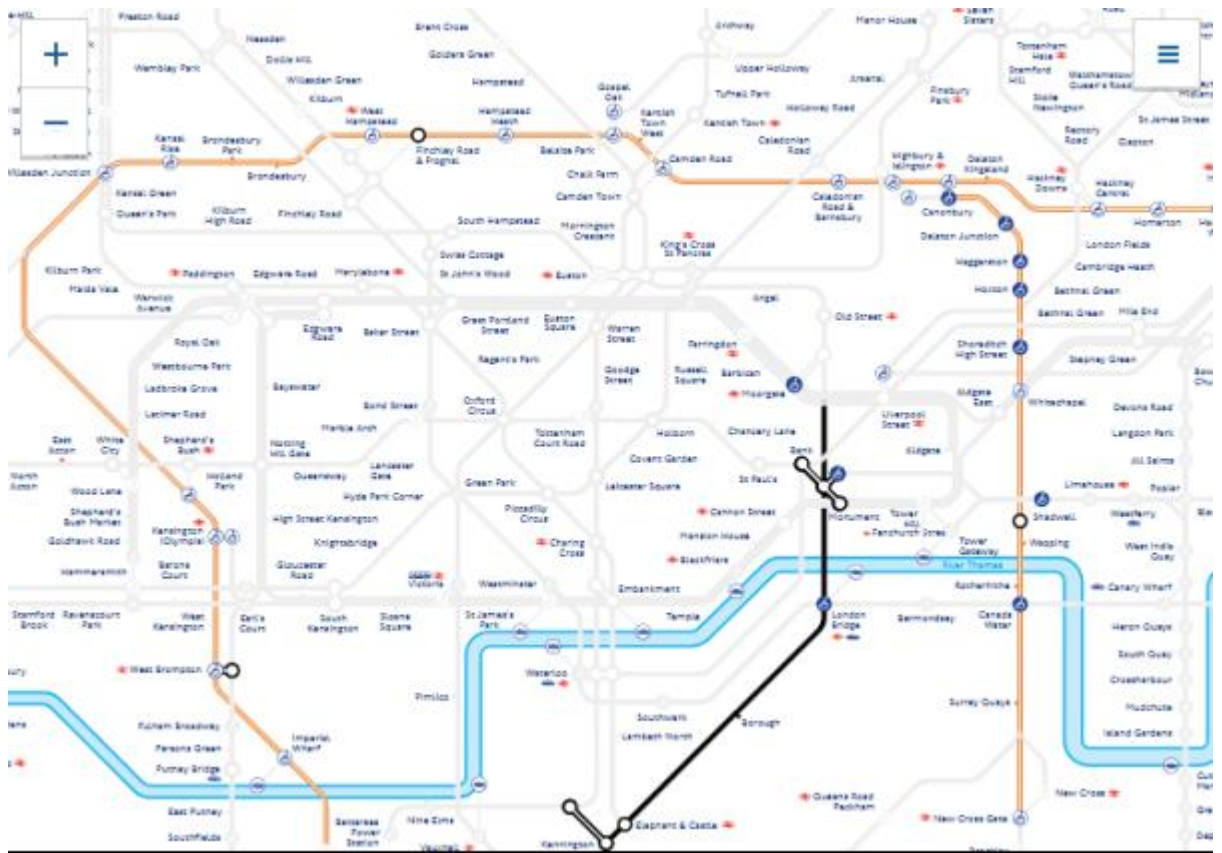 Preston Road
Neasden
Brent Cross
Archway
Manor House
Seven
Sisters
Dollis Hill
Golders Green
Tottenham
Hale
Wembley Park
Willesden Green
Hampstead
Gospel
Oak
Upper Holloway
Arsenal
Stamford
Hill
Walthamstow
Queen's Road
Kilburn
West
Hampstead
Hampstead
Heath
Kentish
Town
West
Tufnell Park
Kentish Town
Holloway Road
Finsbury
Park
Stoke
Newington
St James Street
Kensal
Rise
Brondesbury
Park
Finchley Road
& Frognal
Belsize Park
Caledonian
Road
Rectory
Road
Clapton
Willesden Junction
Brondesbury
Chalk Farm
Camden Road
Highbury &
Islington
Dalston
Kingsland
Hackney
Downs
Hackney
Central
Kensal Green
Queen's Park
Kilburn
High Road
Finchley Road
Camden Town
South Hampstead
Mornington
Crescent
Caledonian
Road &
Barnsbury
Canonbury
Homerton
Dalston Junction
King's Cross
St Pancras
London Fields
Swiss Cottage
Haggerston
Cambridge Heath
Kilburn Park
Paddington
Edgware Road
Marylebone
St John's Wood
Euston
Maida Vale
Warwick
Avenue
Angel
Hoxton
Bethnal Green
Old Street
Bethnal Green
Mile End
Edgware
Road
Baker Street
Great Portland
Street
Euston
Square
Warren
Street
Farringdon
Shoreditch
High Street
Stepney Green
Royal Oak
Westbourne Park
Regent's Park
Goodge
Street
Russell
Square
Barbican
Ladbroke Grove
Bayswater
Moorgate
Aldgate
East
Whitechapel
Latimer Road
Bond Street
Oxford
Circus
Liverpool
Street
Devons Road
East
Acton
White
City
Shepherd's
Bush
Notting
Hill Gate
Marble Arch
Tottenham
Court Road
Holborn
Chancery Lane
Langdon Park
Bank
Aldgate
All Saints
North
Acton
Wood Lane
Holland
Park
Queensway
Lancaster
Gate
Covent Garden
St Paul's
Hyde Park Corner
Green Park
Leicester Square
Limehouse
Poplar
Shepherd's
Bush Market
Kensington
(Olympia)
High Street Kensington
Piccadilly
Circus
Cannon Street
Monument
Tower
Hill
Fenchurch Street
Shadwell
Westferry
Goldhawk Road
Knightsbridge
Charing
Cross
Mansion House
Tower
Gateway
Wapping
West India
Quay
Hammersmith
Barons
Court
Gloucester
Road
Victoria
Westminster
Blackfriars
Embankment
River Thames
Rotherhithe
Canary Wharf
Stamford
Brook
Ravenscourt
Park
West
Kensington
Earl's
Court
South
Kensington
Sloane
Square
St James's
Park
Temple
London
Bridge
Bermondsey
Canada
Water
Heron Quays
West Brompton
Waterloo
South Quay
Pimlico
Crossharbour
Fulham Broadway
Southwark
Borough
Surrey Quays
Mudchute
Parsons Green
Imperial
Wharf
Lambeth North
Island Gardens
Putney Bridge
Queens Road
Peckham
New Cross
East Putney
Battersea
Power
Station
Nine Elms
Elephant & Castle
New Cross Gate
Southfields
Vauxhall
Kennington